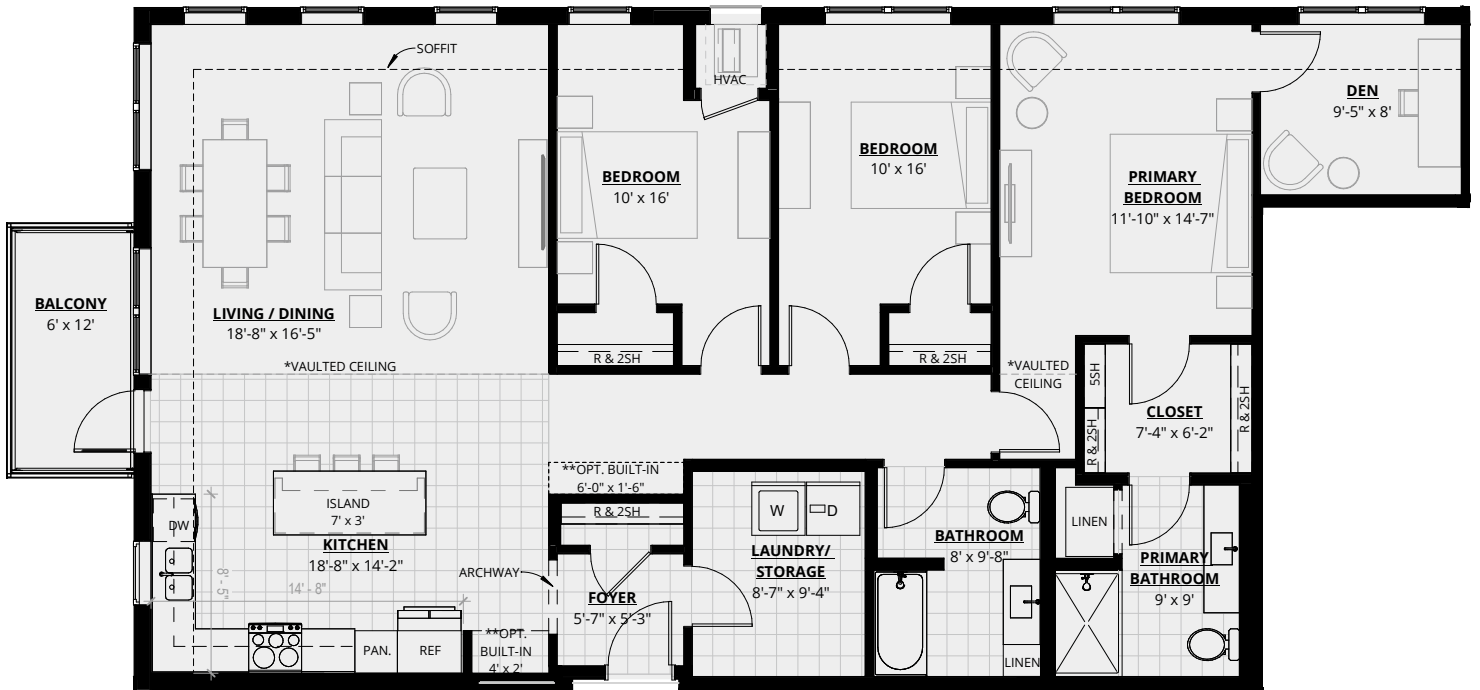 SOFFIT
HVAC
DEN
9'-5" x 8'
BEDROOM
10' x 16'
BEDROOM
10' x 16'
PRIMARY
BEDROOM
11'-10" x 14'-7"
BALCONY
6' x 12'
LIVING / DINING
18'-8" x 16'-5"
*VAULTED CEILING
R & 2SH
R & 2SH
*VAULTED
CEILING
5SH
R & 2SH
CLOSET
7'-4" x 6'-2"
R & 2SH
**OPT. BUILT-IN
6'-0" x 1'-6"
R & 2SH
ISLAND
7' x 3'
DW
KITCHEN
18'-8" x 14'-2"
8' - 5"
14' - 8"
ARCHWAY
FOYER
5'-7" x 5'-3"
W
D
LAUNDRY/
STORAGE
8'-7" x 9'-4"
BATHROOM
8' x 9'-8"
LINEN
PRIMARY
BATHROOM
9' x 9'
PAN.
REF
**OPT.
BUILT-IN
4' x 2'
LINEN